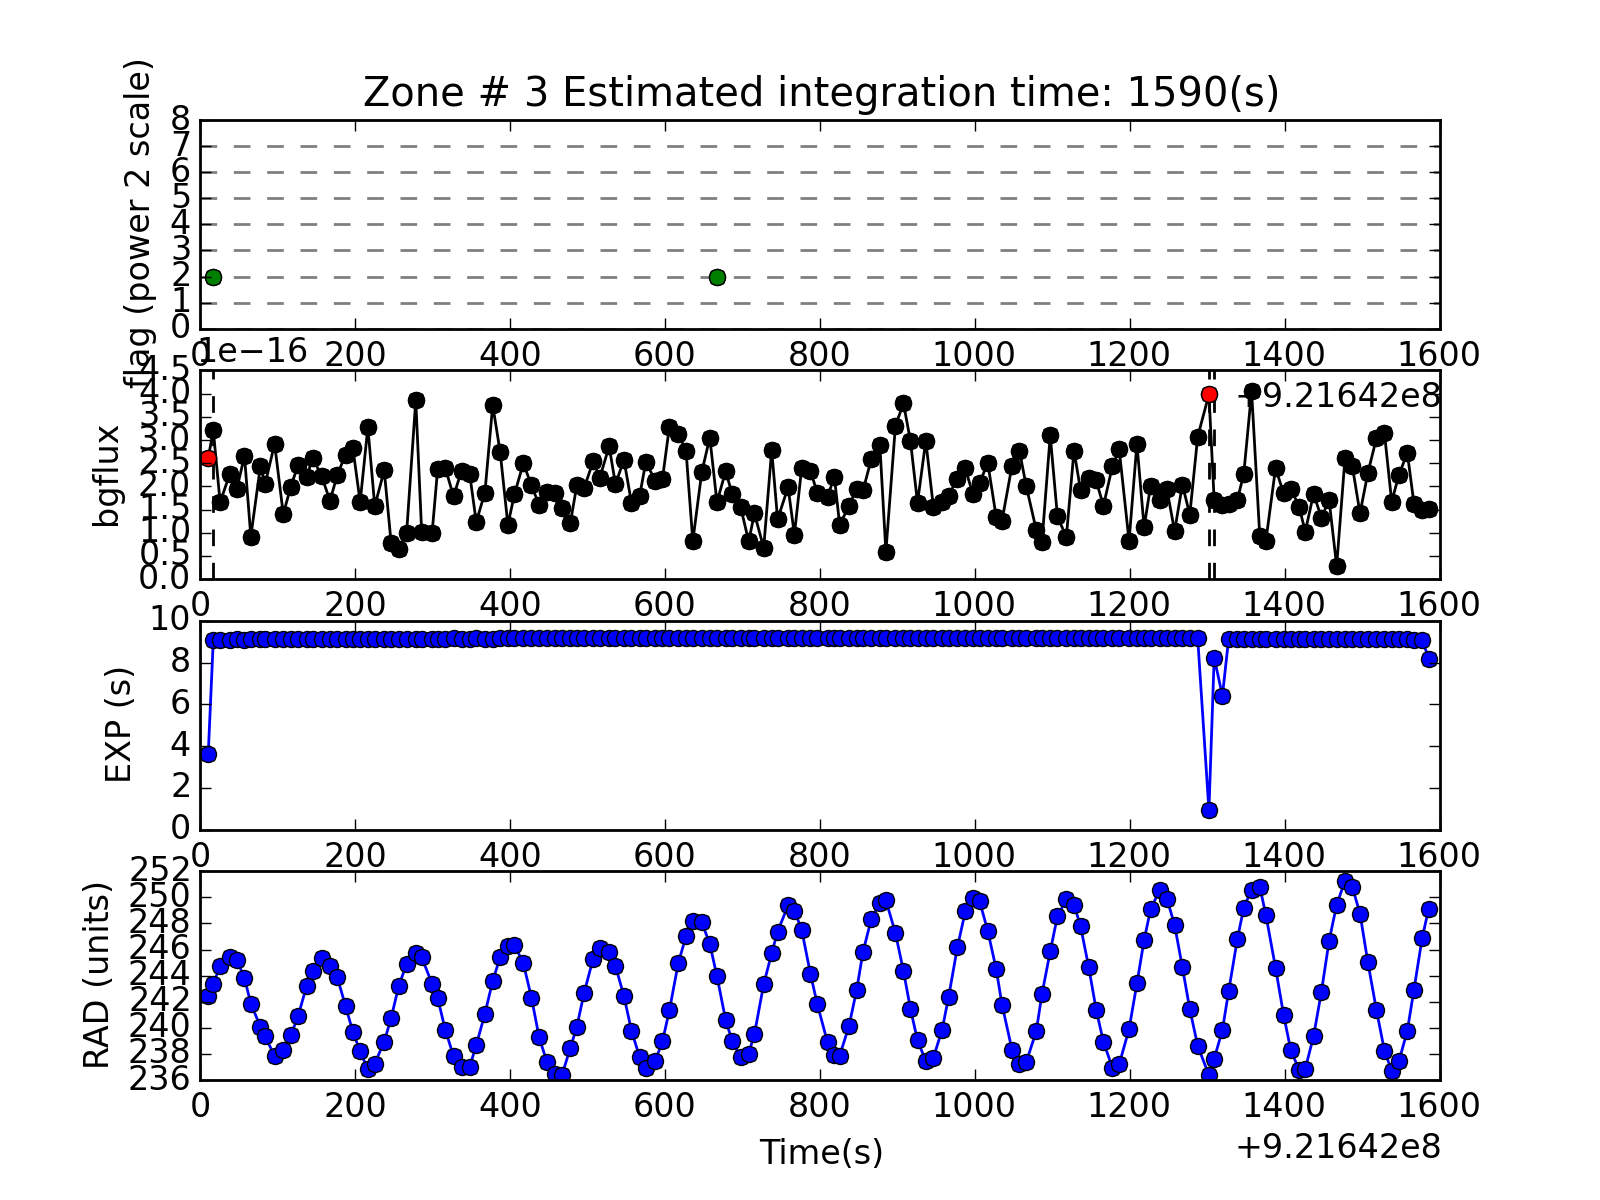 Zone # 3 Estimated integration time: 1590(s)
flag (power 2 scale)
8
7
6
5
4
3
2
1
0
0 200 400 600 800 1000 1200 1400 1600
+9.21642e8
1e−16
bgflux
4.5
4.0
3.5
3.0
2.5
2.0
1.5
1.0
0.5
0.0
0 200 400 600 800 1000 1200 1400 1600
EXP (s)
10
8
6
4
2
0
0 200 400 600 800 1000 1200 1400 1600
RAD (units)
252
250
248
246
244
242
240
238
236
0 200 400 600 800 1000 1200 1400 1600
Time(s)
+9.21642e8